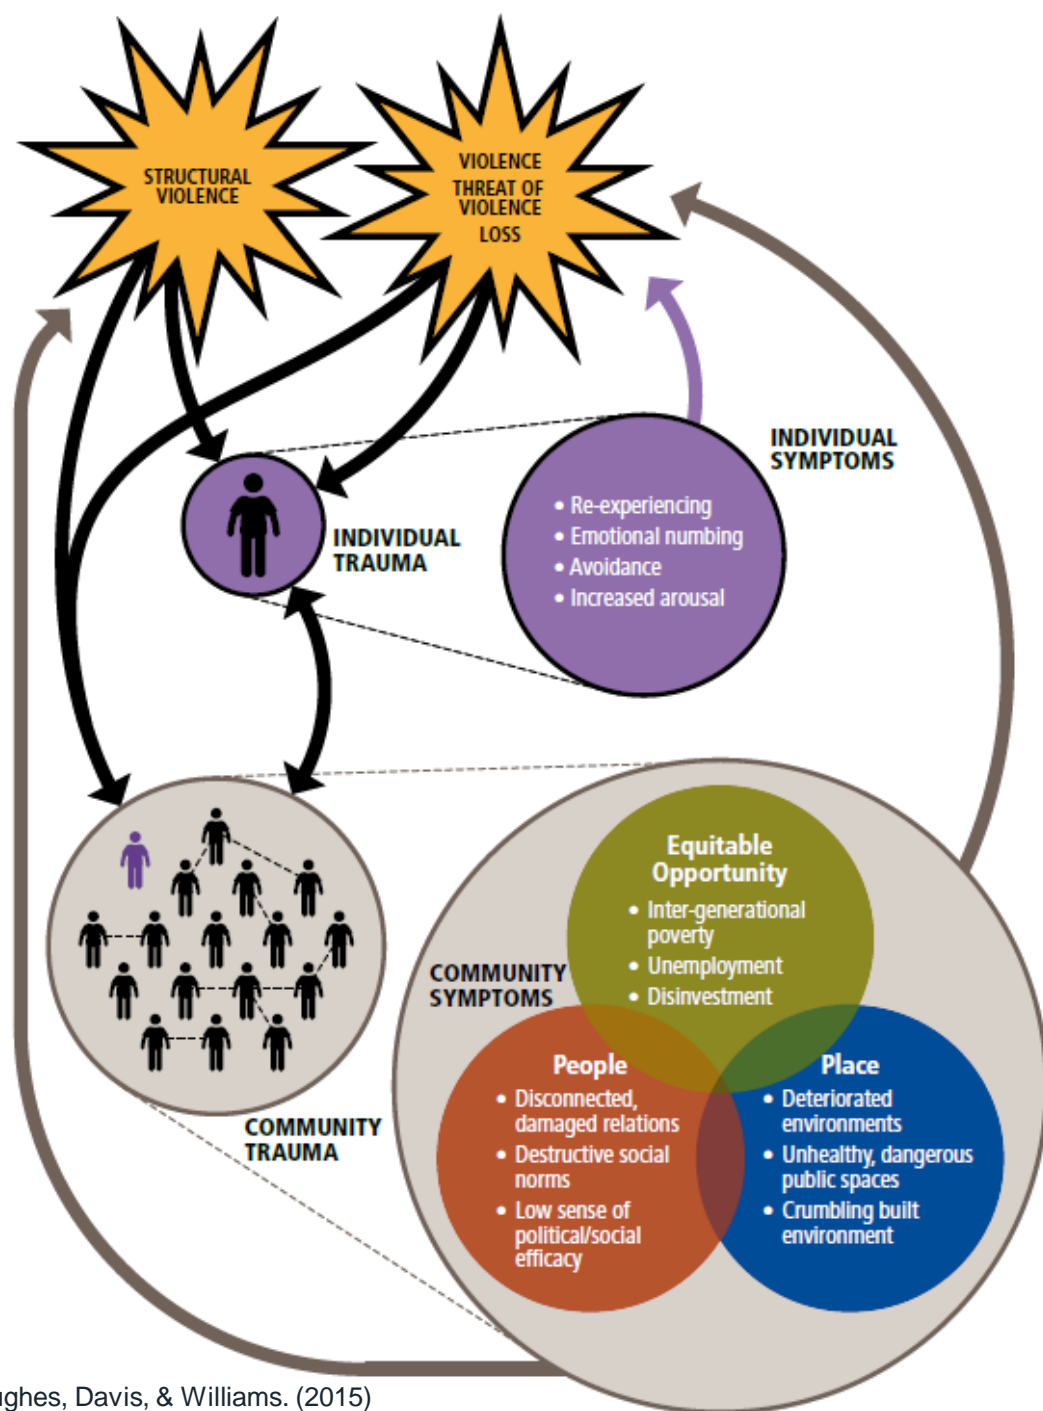 STRUCTURAL
VIOLENCE
VIOLENCE
THREAT OF
VIOLENCE
LOSS
INDIVIDUAL
SYMPTOMS
• Re-experiencing
• Emotional numbing
• Avoidance
• Increased arousal
INDIVIDUAL
TRAUMA
Equitable
Opportunity
• Inter-generational
poverty
• Unemployment
• Disinvestment
COMMUNITY
SYMPTOMS
People
• Disconnected,
damaged relations
• Destructive social
norms
• Low sense of
political/social
efficacy
Place
• Deteriorated
environments
• Unhealthy, dangerous
public spaces
• Crumbling built
environment
COMMUNITY
TRAUMA
ughes, Davis, & Williams. (2015)